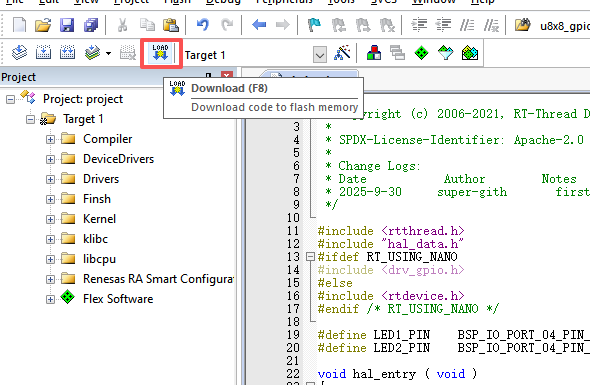 u8x8_gpio
LOAD
Target 1
Project
LOAD
Download (F8)
Download code to flash memory
Project: project
Target 1
Compiler
DeviceDrivers
Drivers
Finsh
Kernel
klibc
libcpu
Renesas RA Smart Configura
Flex Software
(c) 2006-2021, RT-Thread D
3 *
4 * SPDX-License-Identifier: Apache-2.0
5 *
6 * Change Logs:
7 * Date Author Notes
8 * 2025-9-30 super-gith first
9 */
10
11 #include <rtthread.h>
12 #include "hal_data.h"
13 #ifdef RT_USING_NANO
14 #include <drv_gpio.h>
15 #else
16 #include <rtdevice.h>
17 #endif /* RT_USING_NANO */
18
19 #define LED1_PIN BSP_IO_PORT_04_PIN_
20 #define LED2_PIN BSP_IO_PORT_04_PIN_
21
22 void hal_entry ( void )
23 {